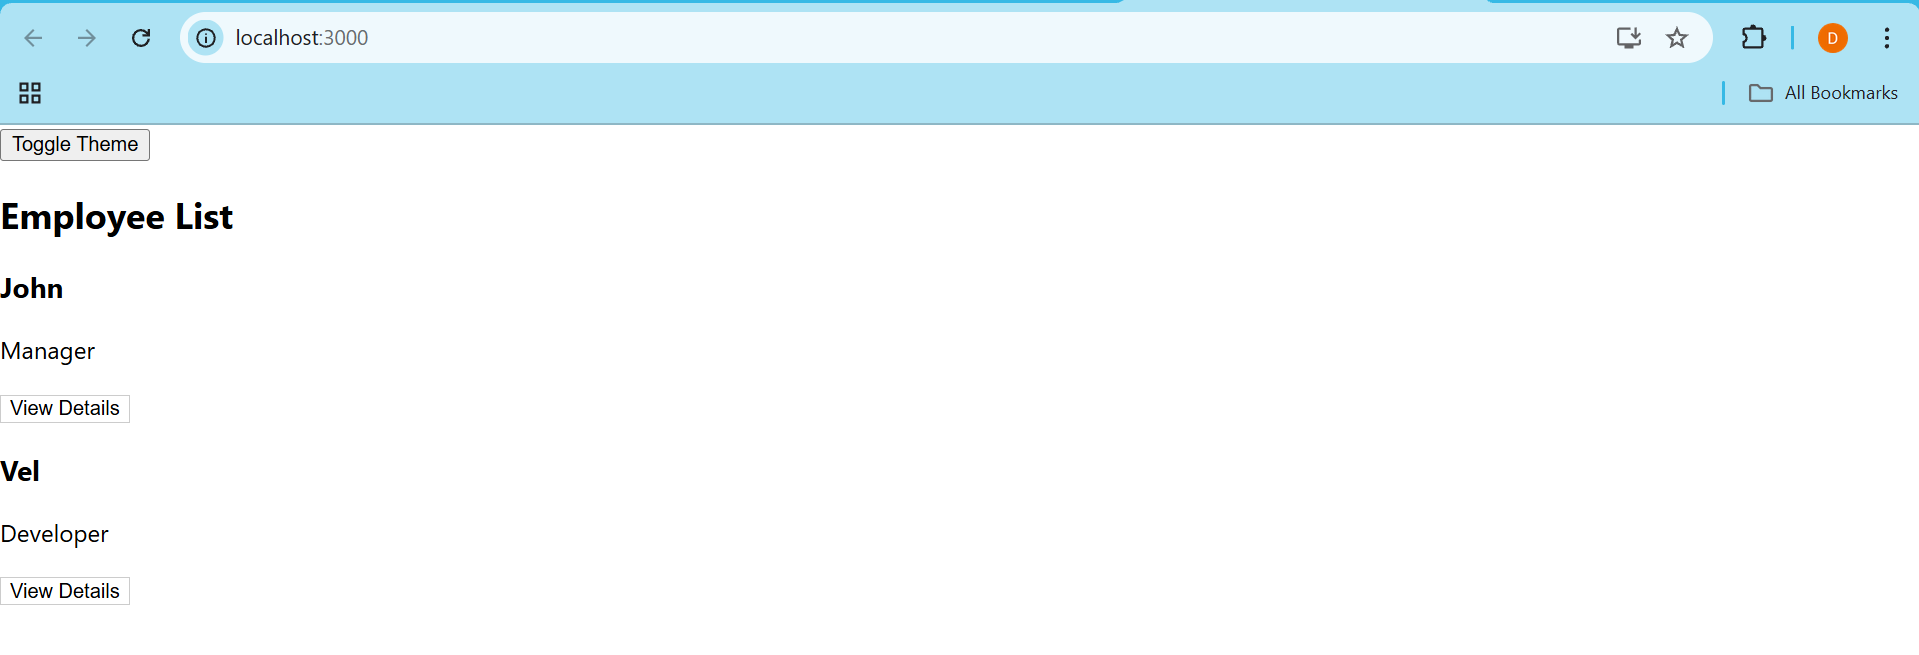 localhost:3000
D
All Bookmarks
Toggle Theme
Employee List
John
Manager
View Details
Vel
Developer
View Details